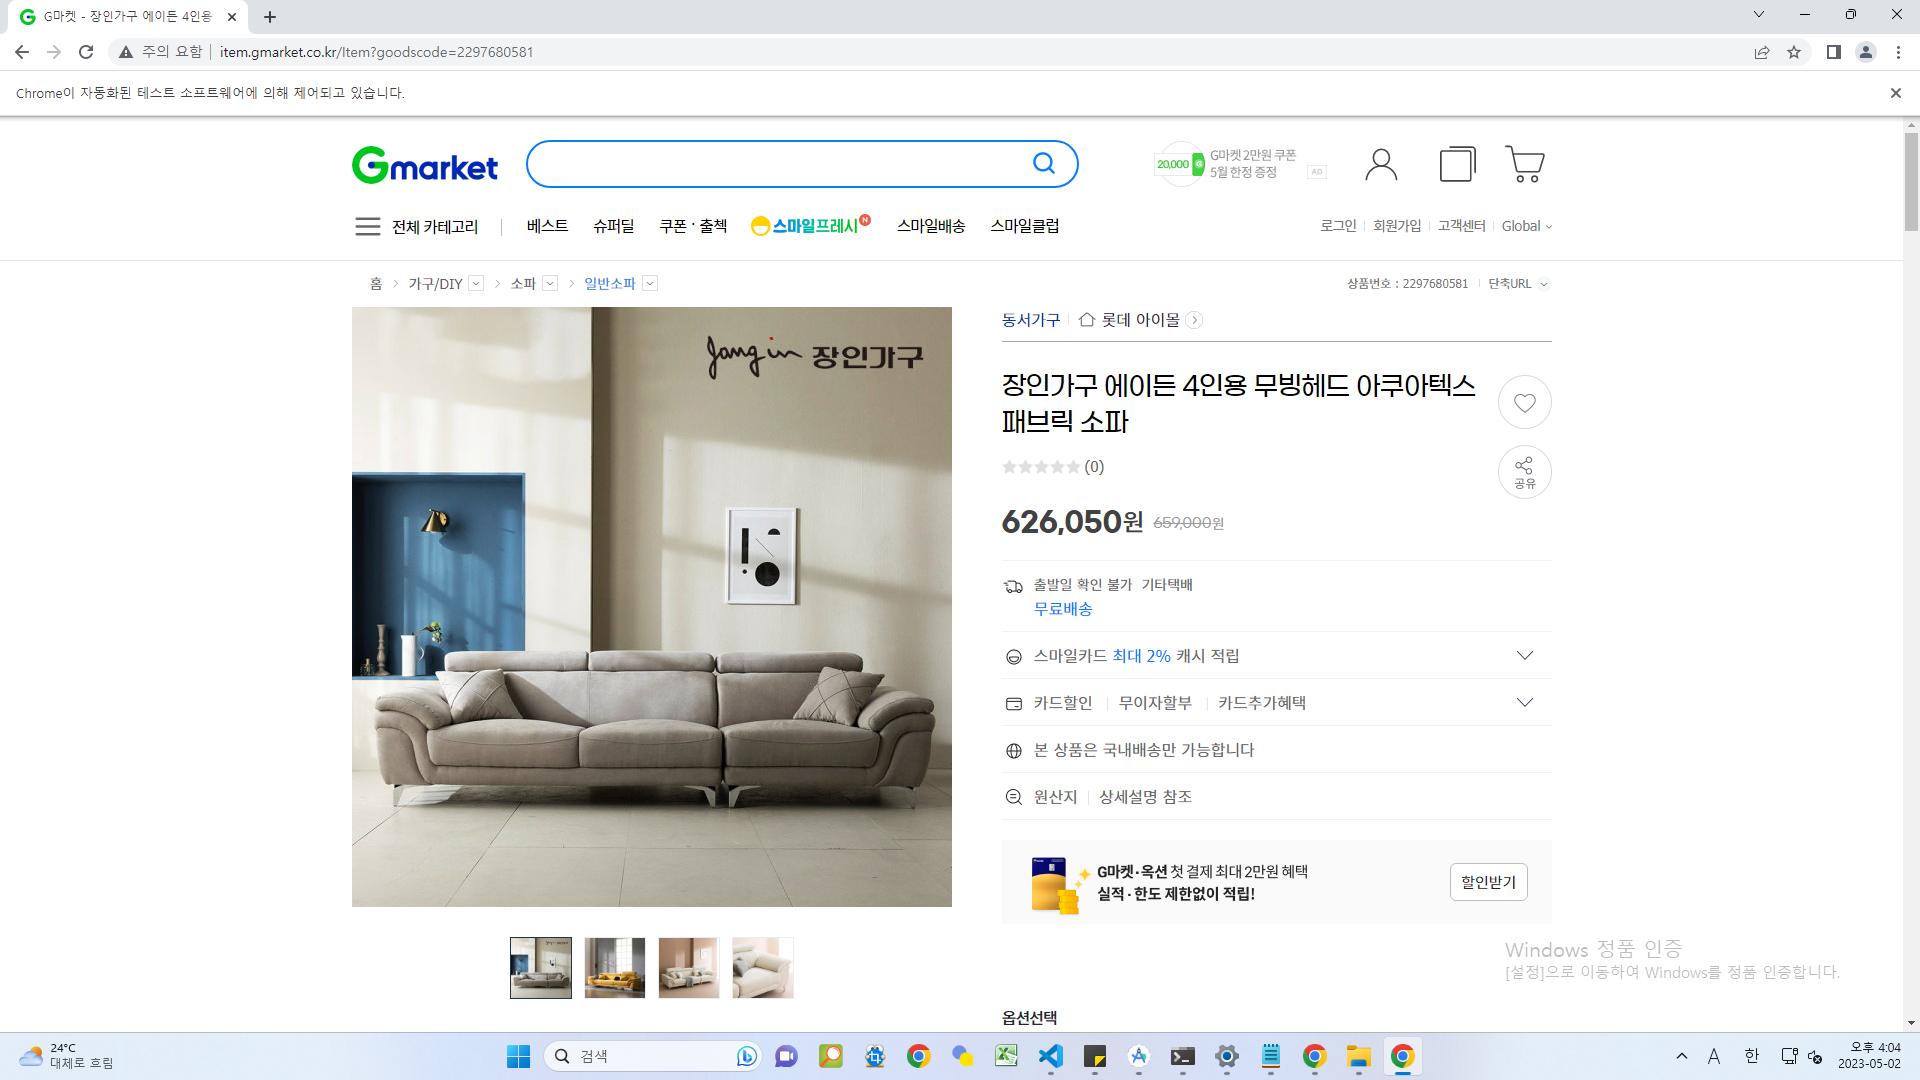 G마켓 - 장인가구 에이든 4인용
주의 요함 item.gmarket.co.kr/Item?goodscode=2297680581
Chrome이 자동화된 테스트 소프트웨어에 의해 제어되고 있습니다.
Gmarket
20,000 G
G마켓 2만원 쿠폰
5월 한정 증정
AD
전체 카테고리 베스트 슈퍼딜 쿠폰·출첵 스마일프레시 N 스마일배송 스마일클럽
로그인 회원가입 고객센터 Global
홈 > 가구/DIY > 소파 > 일반소파
상품번호 : 2297680581 단축URL
Jang in 장인가구
동서가구 롯데 아이몰
장인가구 에이든 4인용 무빙헤드 아쿠아텍스
패브릭 소파
(0)
공유
626,050원 659,000원
출발일 확인 불가 기타택배
무료배송
스마일카드 최대 2% 캐시 적립
카드할인 무이자할부 카드추가혜택
본 상품은 국내배송만 가능합니다
원산지 상세설명 참조
G마켓·옥션 첫 결제 최대 2만원 혜택
실적·한도 제한없이 적립!
할인받기
Windows 정품 인증
[설정]으로 이동하여 Windows를 정품 인증합니다.
옵션선택
24°C
대체로 흐림
검색
A 한
오후 4:04
2023-05-02